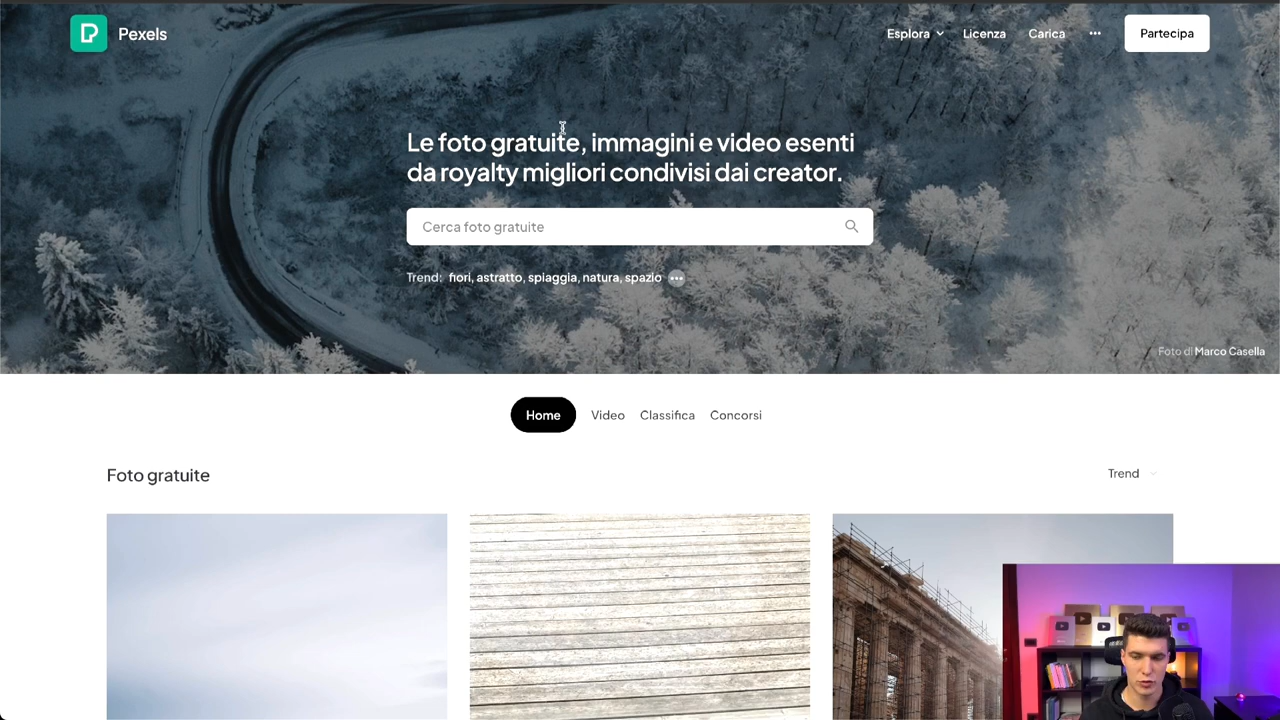 Pexels
Esplora
Licenza
Carica
Partecipa
Le foto gratuite, immagini e video esenti
da royalty migliori condivisi dai creator.
Cerca foto gratuite
Trend: fiori, astratto, spiaggia, natura, spazio
Foto di Marco Casella
Home
Video
Classifica
Concorsi
Foto gratuite
Trend